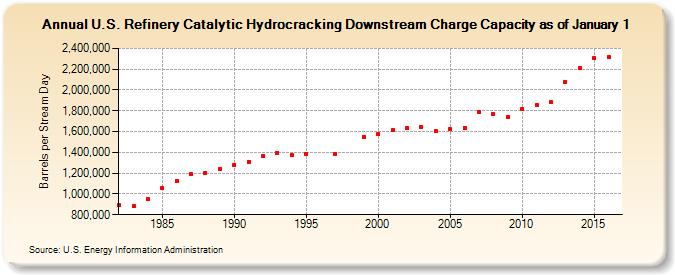 Annual U.S. Refinery Catalytic Hydrocracking Downstream Charge Capacity as of January 1
Barrels per Stream Day
2,400,000
2,200,000
2,000,000
1,800,000
1,600,000
1,400,000
1,200,000
1,000,000
800,000
1985 1990 1995 2000 2005 2010 2015
Source: U.S. Energy Information Administration